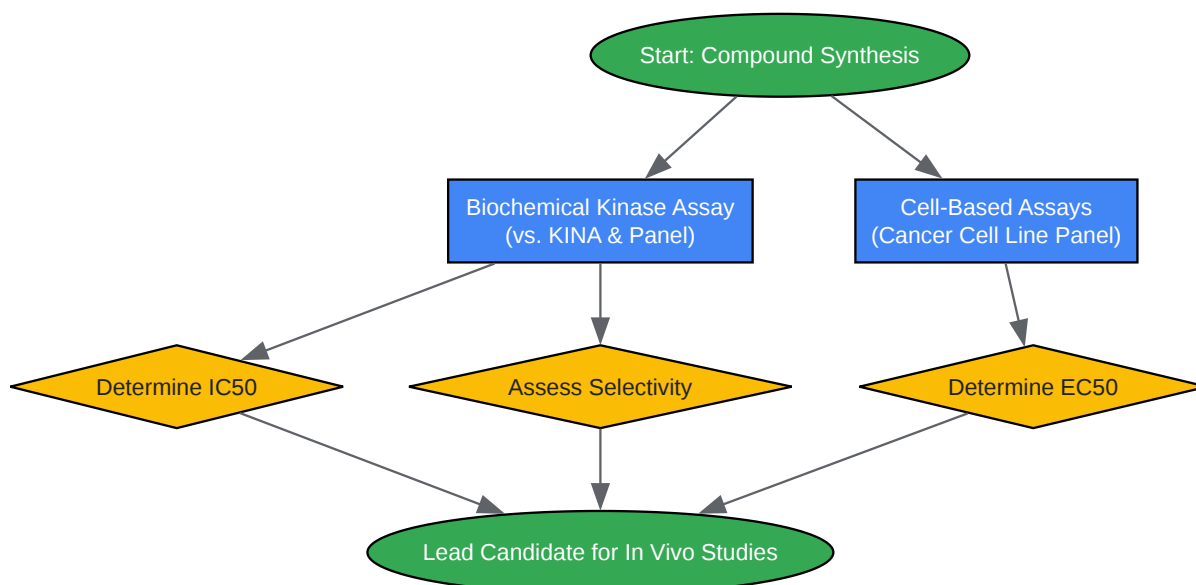 Start: Compound Synthesis
Biochemical Kinase Assay
(vs. KINA & Panel)
Cell-Based Assays
(Cancer Cell Line Panel)
Determine IC50
Assess Selectivity
Determine EC50
Lead Candidate for In Vivo Studies